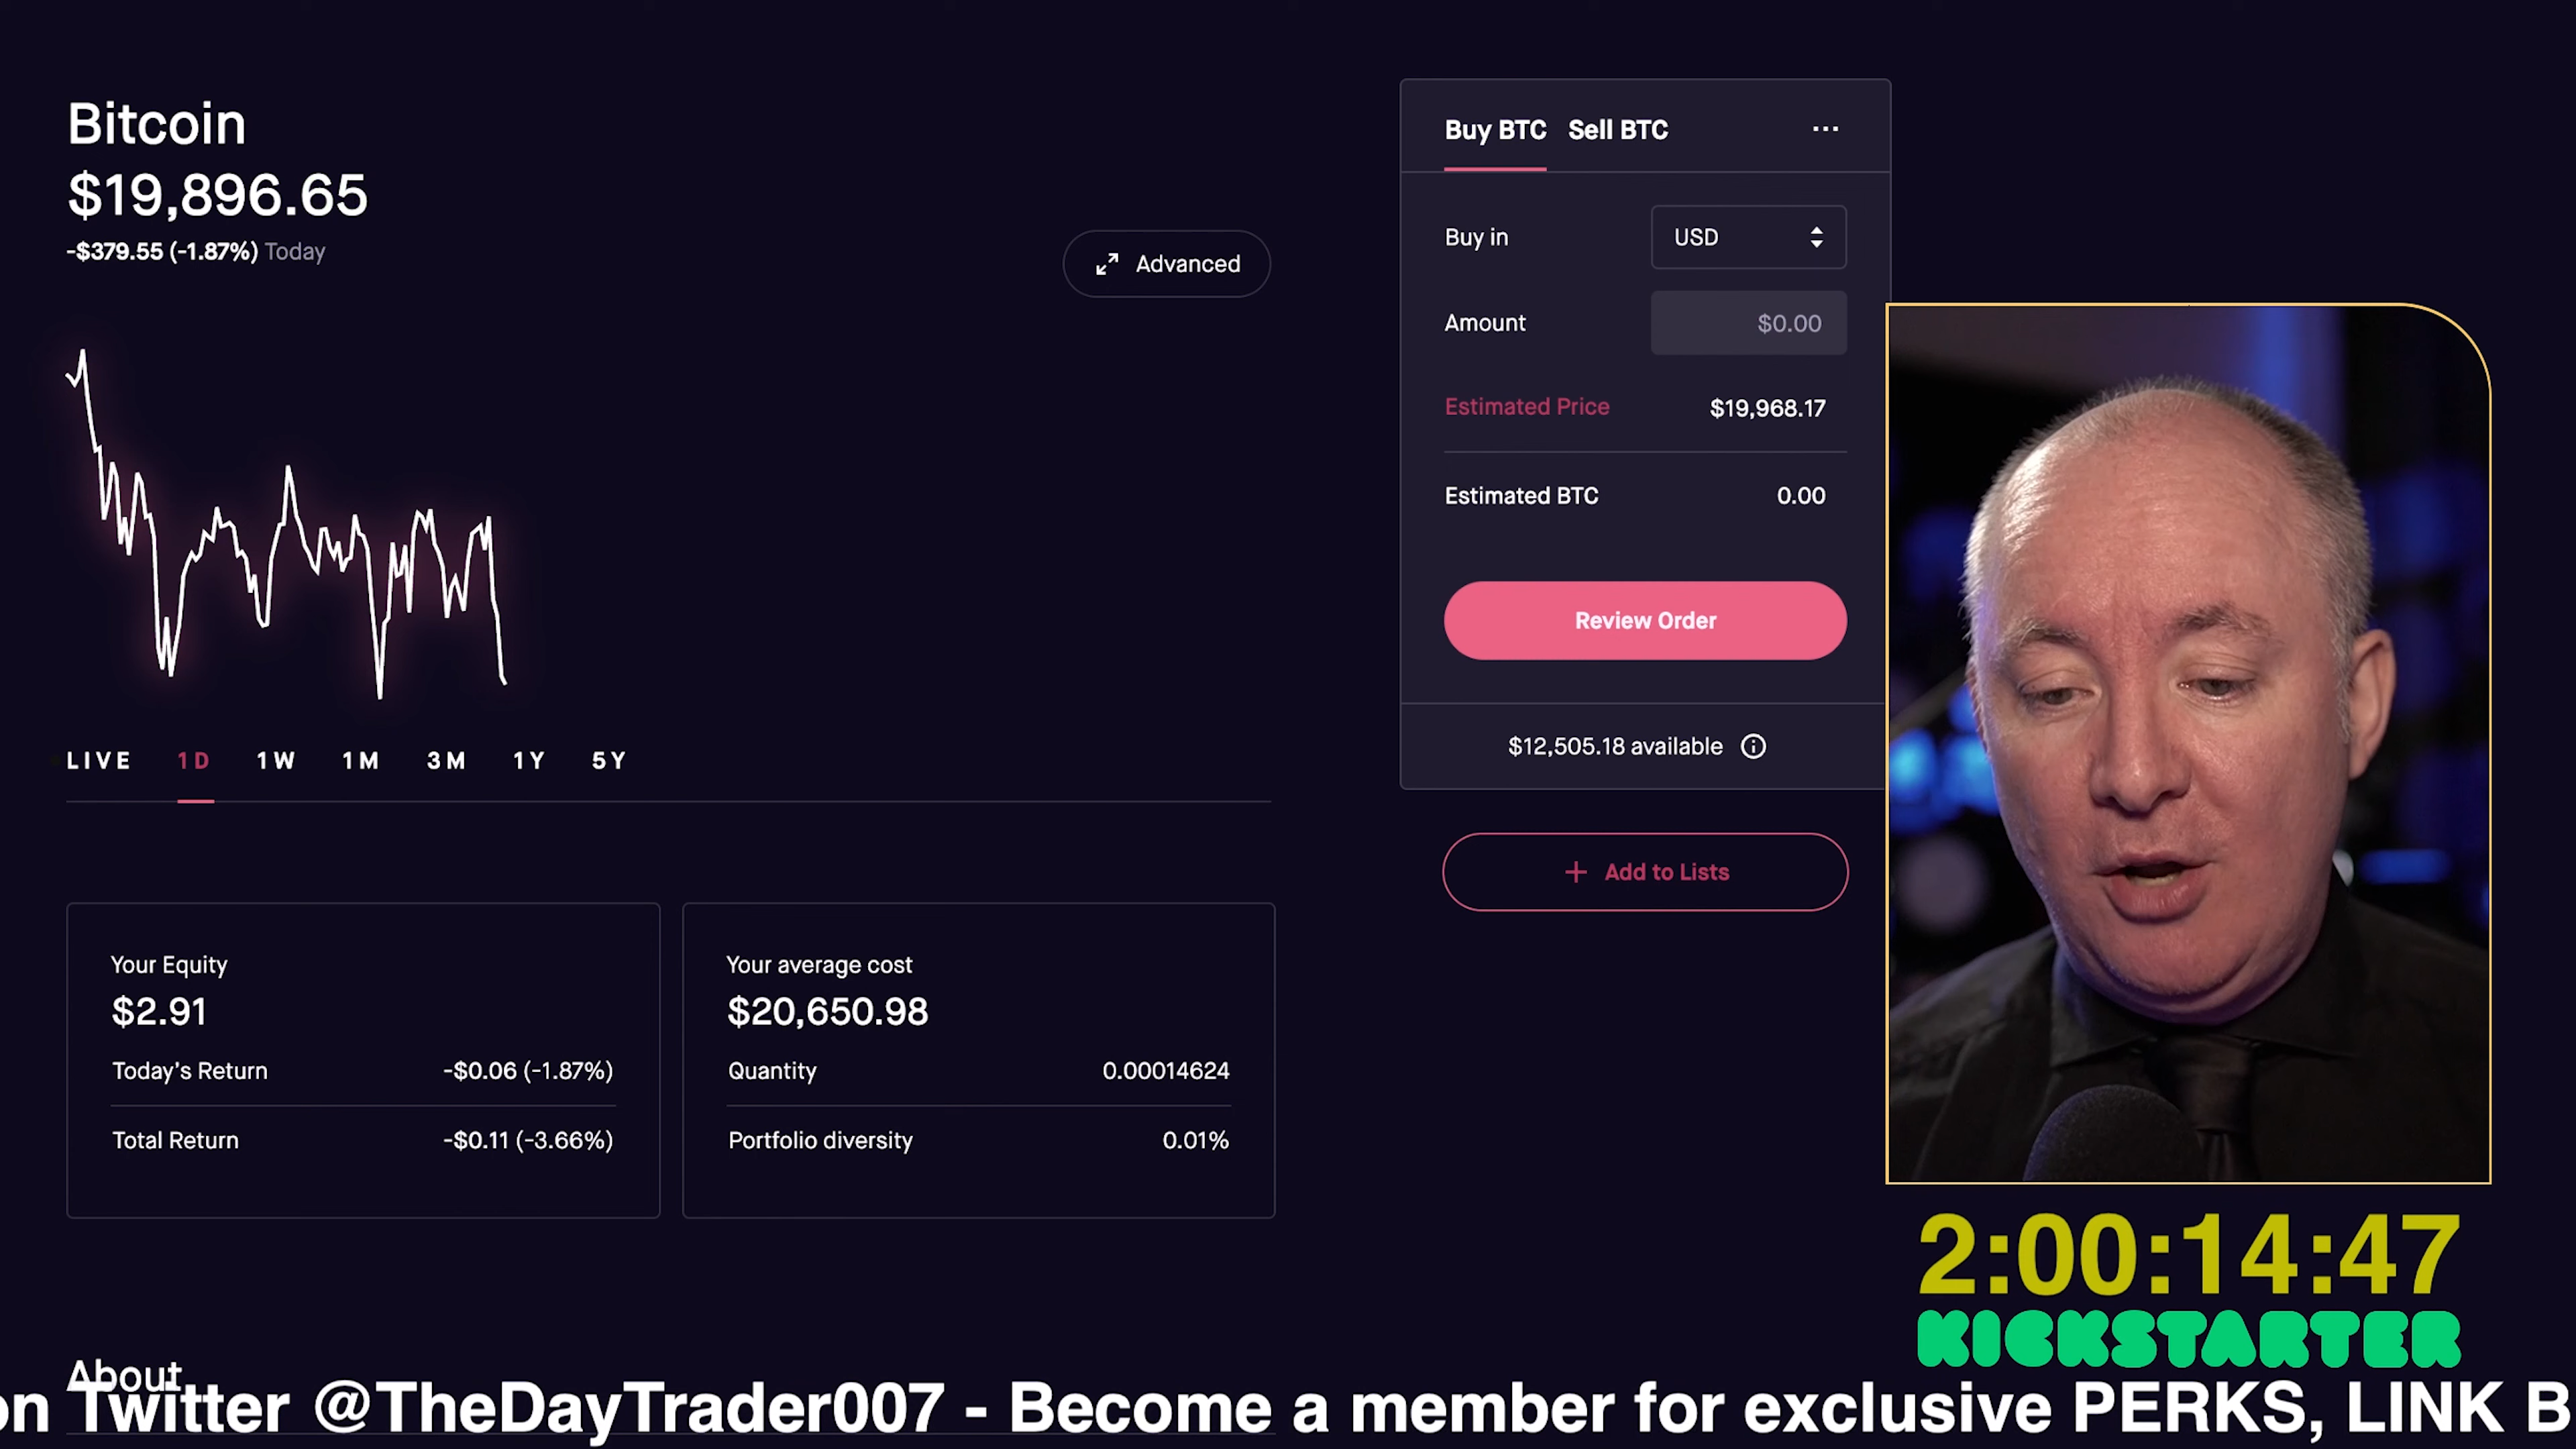 Bitcoin
$19,896.65
-$379.55 (-1.87%) Today
Advanced
LIVE 1D 1W 1M 3M 1Y 5Y
Your Equity
$2.91
Today's Return -$0.06 (-1.87%)
Total Return -$0.11 (-3.66%)
Your average cost
$20,650.98
Quantity 0.00014624
Portfolio diversity 0.01%
Buy BTC Sell BTC
Buy in USD
Amount $0.00
Estimated Price $19,968.17
Estimated BTC 0.00
Review Order
$12,505.18 available
+ Add to Lists
2:00:14:47
KICKSTARTER
About
on Twitter @TheDayTrader007 - Become a member for exclusive PERKS, LINK B